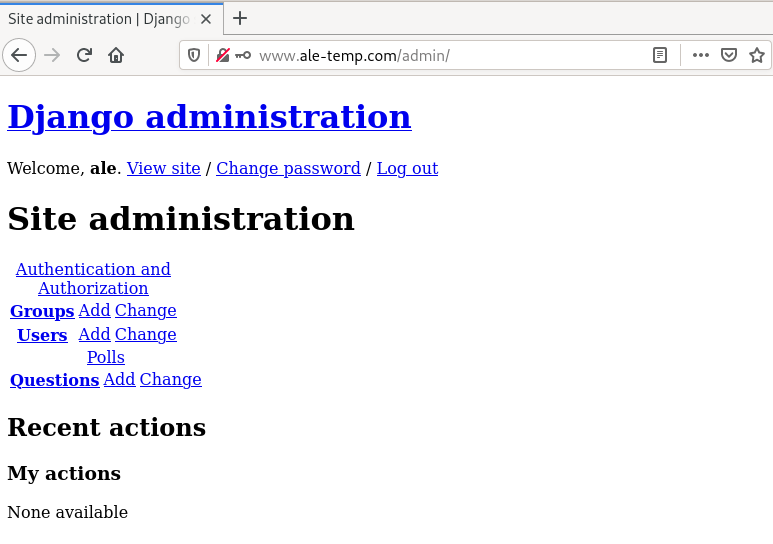 Site administration | Django
www.ale-temp.com/admin/
Django administration
Welcome, ale. View site / Change password / Log out
Site administration
Authentication and
Authorization
Groups Add Change
Users Add Change
Polls
Questions Add Change
Recent actions
My actions
None available